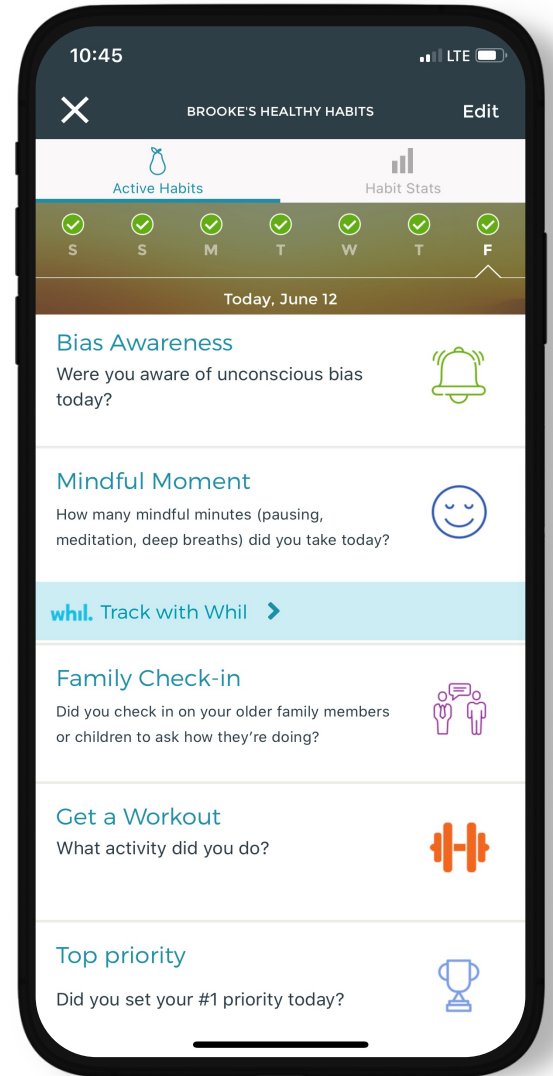 10:45
LTE
BROOKE'S HEALTHY HABITS
Edit
Active Habits
Habit Stats
S S M T W T F
Today, June 12
Bias Awareness
Were you aware of unconscious bias
today?
Mindful Moment
How many mindful minutes (pausing,
meditation, deep breaths) did you take today?
whil. Track with Whil
Family Check-in
Did you check in on your older family members
or children to ask how they're doing?
Get a Workout
What activity did you do?
Top priority
Did you set your #1 priority today?